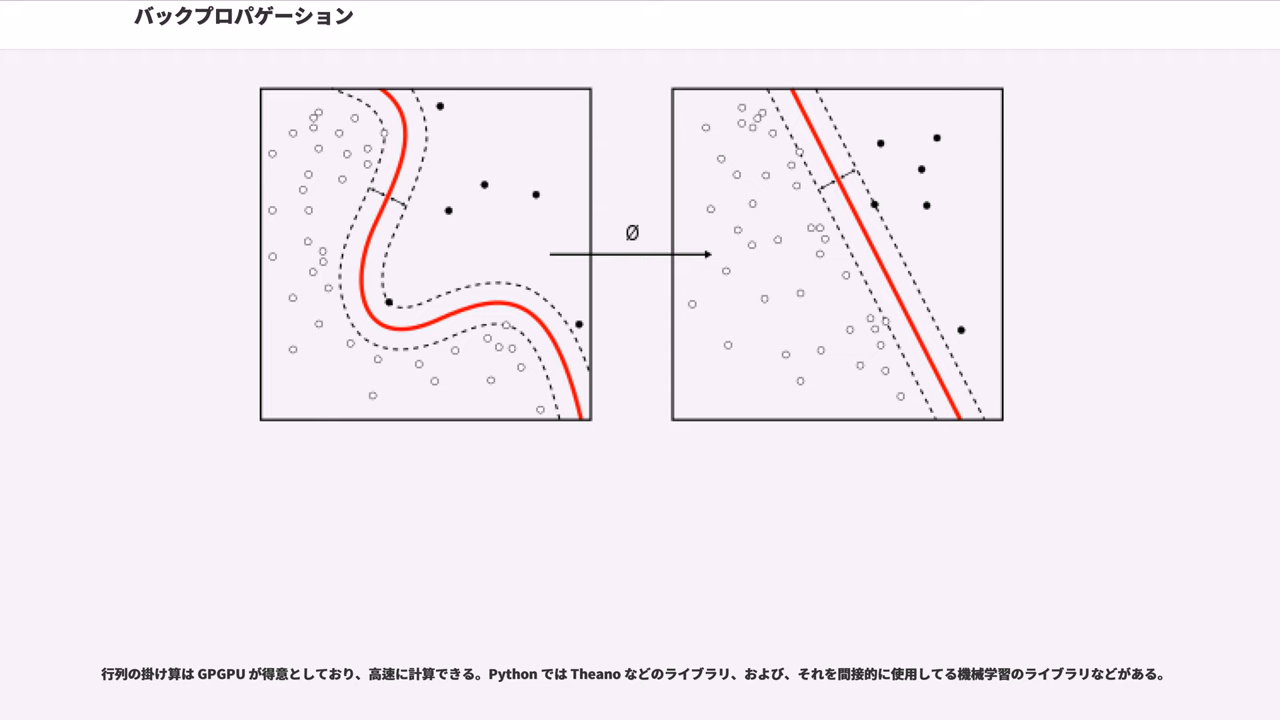 バックプロパゲーション
Ø
行列の掛け算は GPGPU が得意としており、高速に計算できる。Python では Theano などのライブラリ、および、それを間接的に使用してる機械学習のライブラリなどがある。